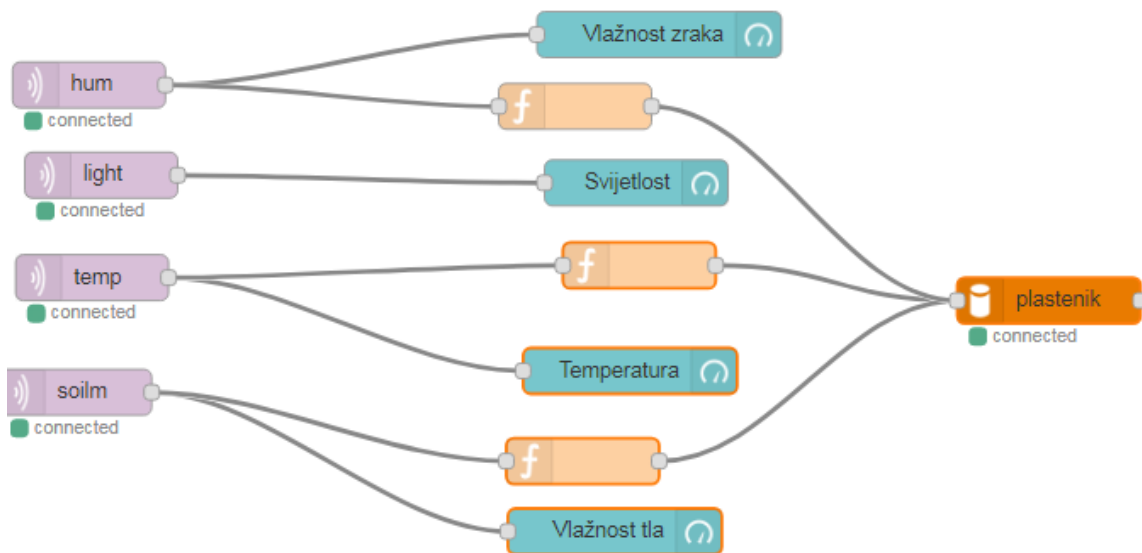 Vlažnost zraka
hum
connected
light
connected
Svijetlost
temp
connected
plastenik
connected
Temperatura
soilm
connected
Vlažnost tla